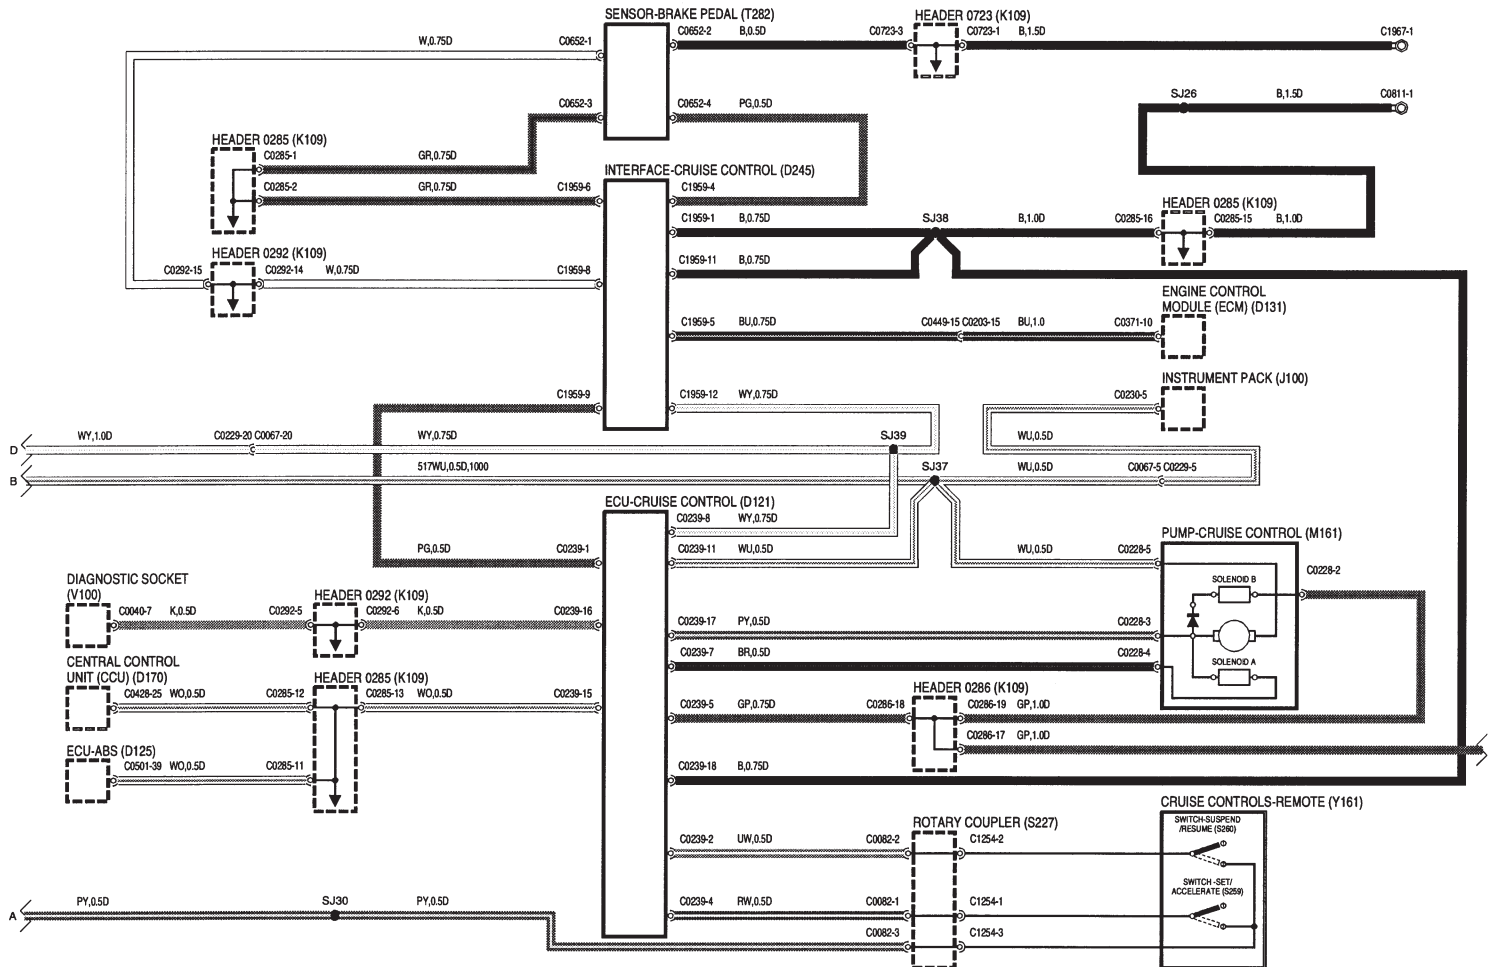 SENSOR-BRAKE PEDAL (T282)
HEADER 0723 (K109)
W,0.75D
C0652-1
C0652-2
B,0.5D
C0723-3
C0723-1
B,1.5D
C1967-1
SJ26
B,1.5D
C0811-1
C0652-3
C0652-4
PG,0.5D
HEADER 0285 (K109)
C0285-1
GR,0.75D
INTERFACE-CRUISE CONTROL (D245)
C0285-2
GR,0.75D
C1959-6
C1959-4
HEADER 0285 (K109)
C1959-1
B,0.75D
SJ38
B,1.0D
C0285-16
C0285-15
B,1.0D
HEADER 0292 (K109)
C0292-15
C0292-14
W,0.75D
C1959-8
C1959-11
B,0.75D
ENGINE CONTROL
MODULE (ECM) (D131)
C1959-5
BU,0.75D
C0449-15 C0203-15
BU,1.0
C0371-10
INSTRUMENT PACK (J100)
C1959-9
C1959-12
WY,0.75D
C0230-5
D
WY,1.0D
C0229-20 C0067-20
WY,0.75D
SJ39
WU,0.5D
B
517WU,0.5D,1000
SJ37
WU,0.5D
C0067-5 C0229-5
ECU-CRUISE CONTROL (D121)
C0239-8
WY,0.75D
PG,0.5D
C0239-1
C0239-11
WU,0.5D
WU,0.5D
C0228-5
PUMP-CRUISE CONTROL (M161)
C0228-2
SOLENOID B
DIAGNOSTIC SOCKET
(V100)
HEADER 0292 (K109)
C0040-7
K,0.5D
C0292-5
C0292-6
K,0.5D
C0239-16
C0239-17
PY,0.5D
C0228-3
C0239-7
BR,0.5D
C0228-4
SOLENOID A
CENTRAL CONTROL
UNIT (CCU) (D170)
HEADER 0285 (K109)
C0428-25
WO,0.5D
C0285-12
C0285-13
WO,0.5D
C0239-15
HEADER 0286 (K109)
C0239-5
GP,0.75D
C0286-18
C0286-19
GP,1.0D
C0286-17
GP,1.0D
ECU-ABS (D125)
C0501-39
WO,0.5D
C0285-11
C0239-18
B,0.75D
CRUISE CONTROLS-REMOTE (Y161)
SWITCH-SUSPEND
/RESUME (S260)
ROTARY COUPLER (S227)
C0239-2
UW,0.5D
C0082-2
C1254-2
SWITCH -SET/
ACCELERATE (S259)
A
PY,0.5D
SJ30
PY,0.5D
C0239-4
RW,0.5D
C0082-1
C1254-1
C0082-3
C1254-3